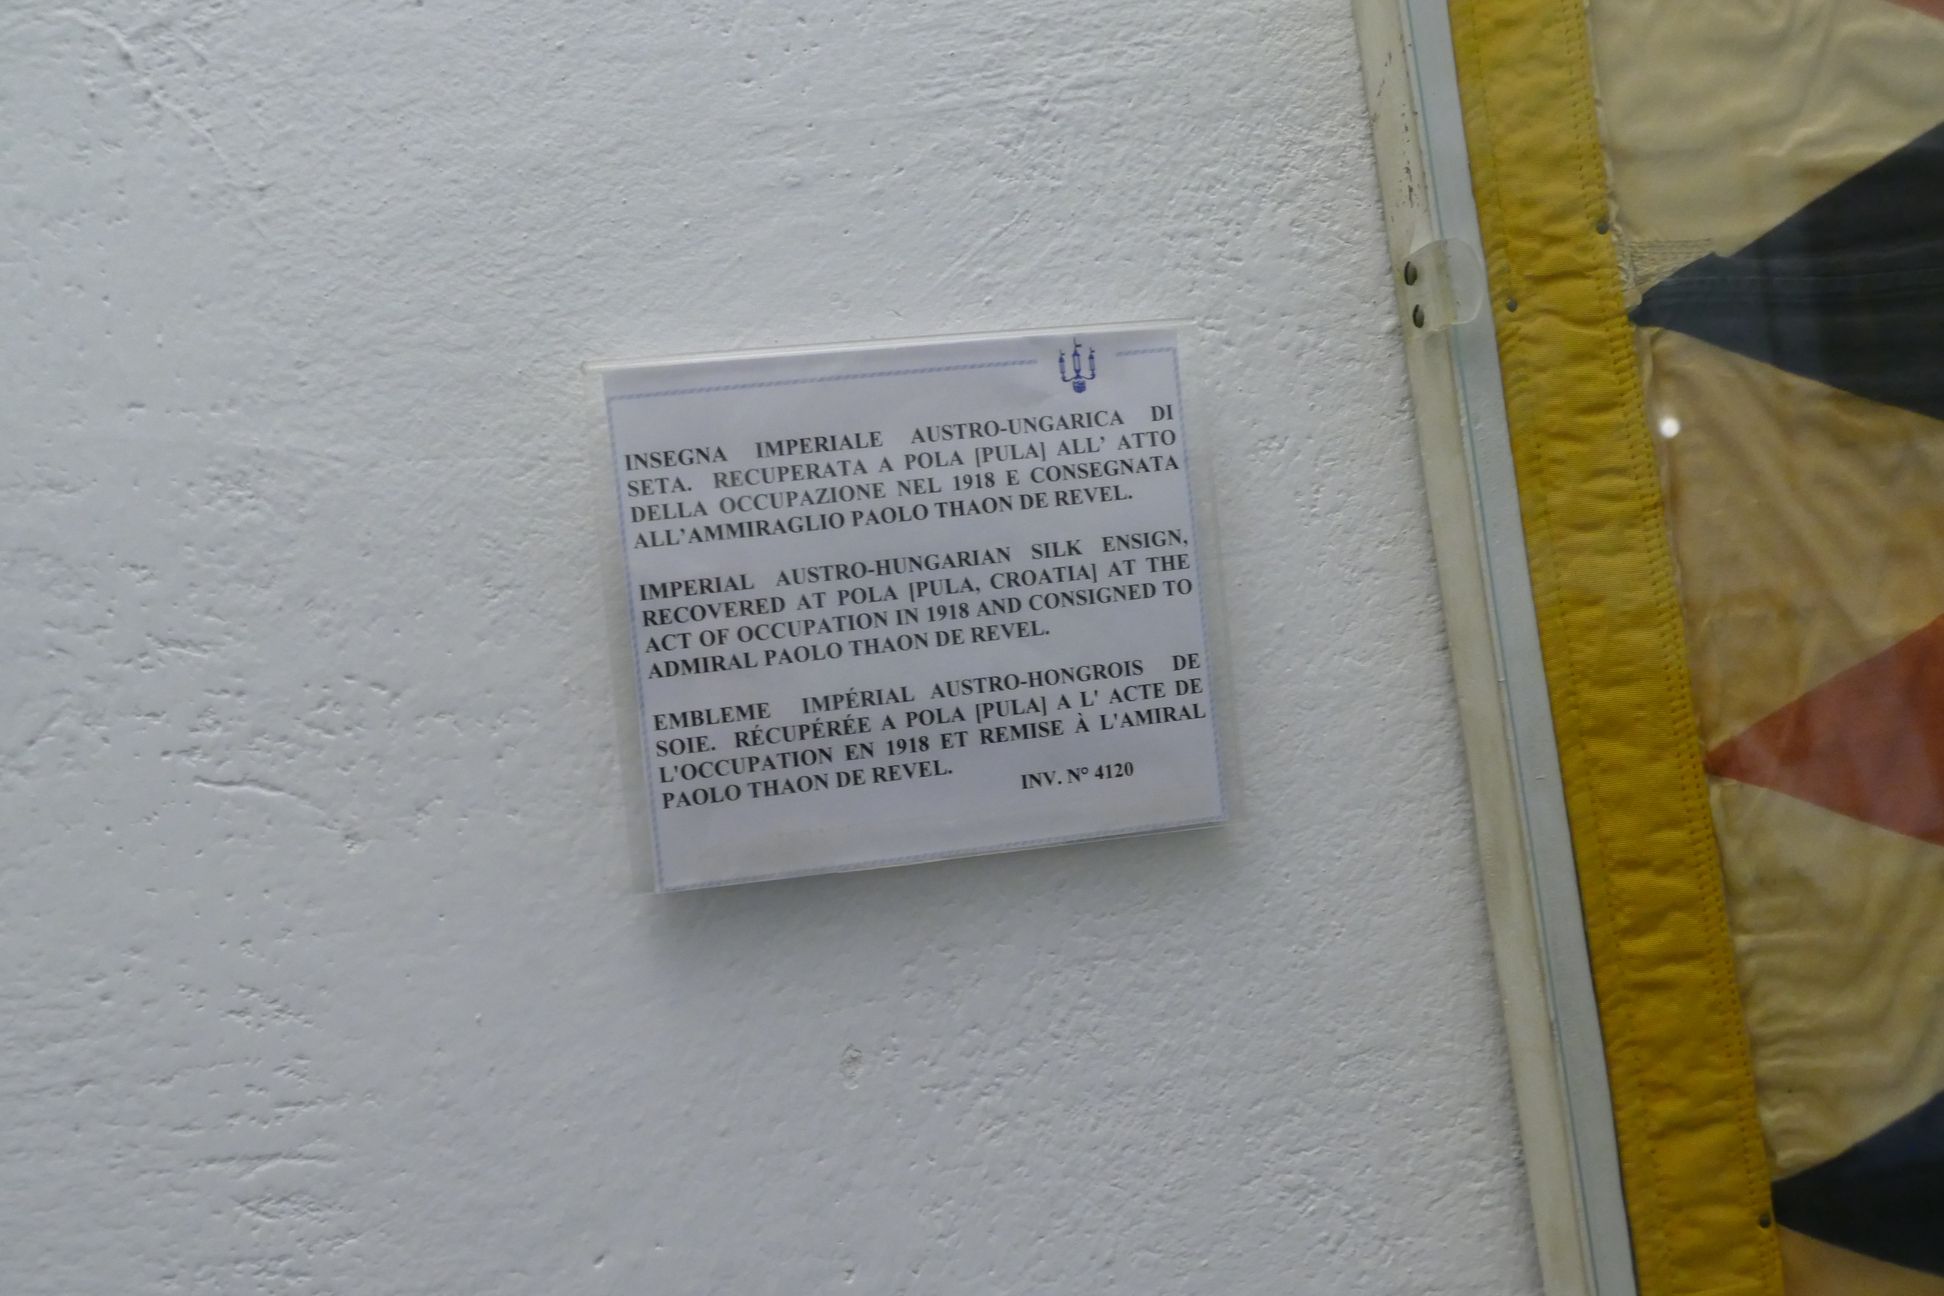 INSEGNA IMPERIALE AUSTRO-UNGARICA DI
SETA. RECUPERATA A POLA [PULA] ALL' ATTO
DELLA OCCUPAZIONE NEL 1918 E CONSEGNATA
ALL'AMMIRAGLIO PAOLO THAON DE REVEL.
IMPERIAL AUSTRO-HUNGARIAN SILK ENSIGN,
RECOVERED AT POLA [PULA, CROATIA] AT THE
ACT OF OCCUPATION IN 1918 AND CONSIGNED TO
ADMIRAL PAOLO THAON DE REVEL.
EMBLEME IMPÉRIAL AUSTRO-HONGROIS DE
SOIE. RÉCUPÉRÉE A POLA [PULA] A L' ACTE DE
L'OCCUPATION EN 1918 ET REMISE À L'AMIRAL
PAOLO THAON DE REVEL. INV. N° 4120